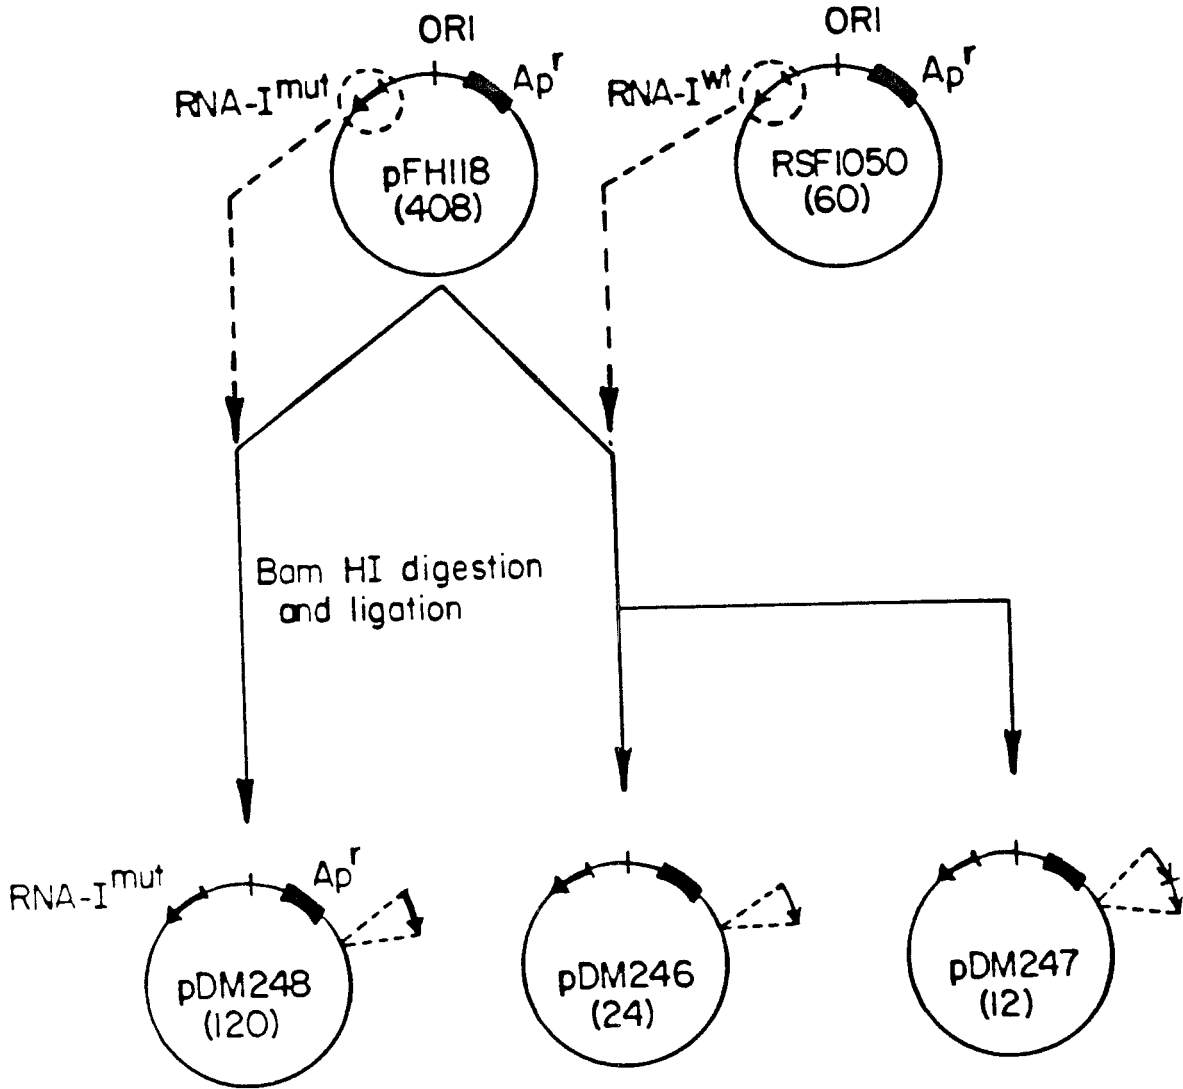 ORI
RNA-I^mut
Ap^r
pFH118
(408)
ORI
RNA-I^wt
Ap^r
RSF1050
(60)
Bam HI digestion
and ligation
RNA-I^mut
Ap^r
pDM248
(120)
pDM246
(24)
pDM247
(12)